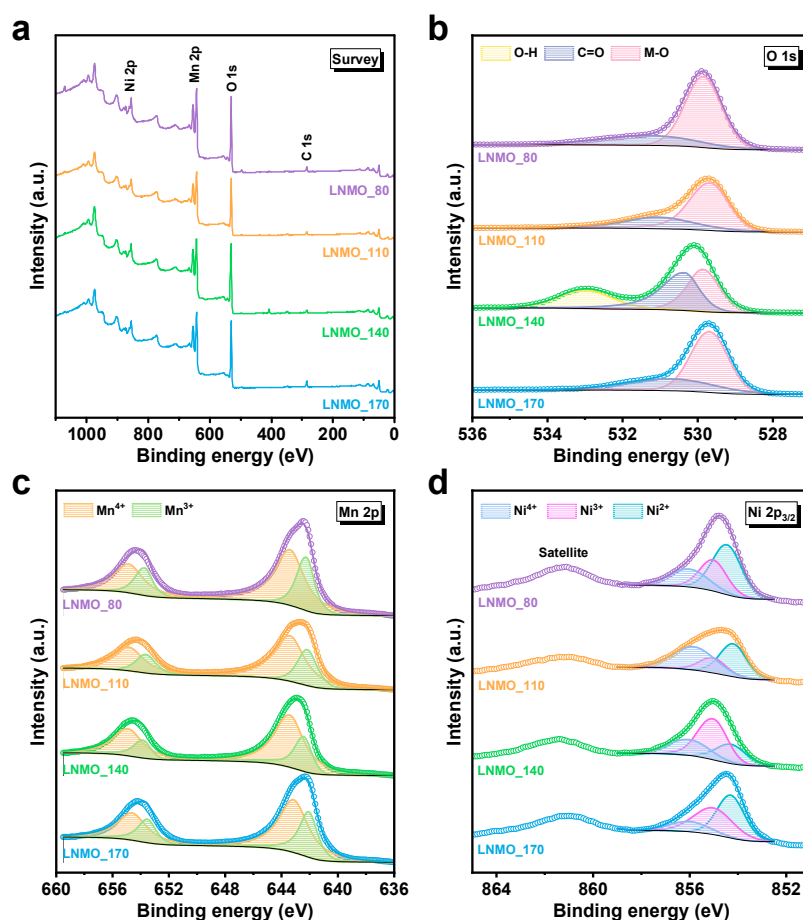 a
Survey
Ni 2p
Mn 2p
O 1s
C 1s
LNMO_80
LNMO_110
LNMO_140
LNMO_170
Intensity (a.u.)
1000 800 600 400 200 0
Binding energy (eV)
b
O-H C=O M-O
O 1s
LNMO_80
LNMO_110
LNMO_140
LNMO_170
Intensity (a.u.)
536 534 532 530 528
Binding energy (eV)
c
Mn⁴⁺ Mn³⁺
Mn 2p
LNMO_80
LNMO_110
LNMO_140
LNMO_170
Intensity (a.u.)
660 656 652 648 644 640 636
Binding energy (eV)
d
Ni⁴⁺ Ni³⁺ Ni²⁺
Ni 2p₃/₂
Satellite
LNMO_80
LNMO_110
LNMO_140
LNMO_170
Intensity (a.u.)
864 860 856 852
Binding energy (eV)